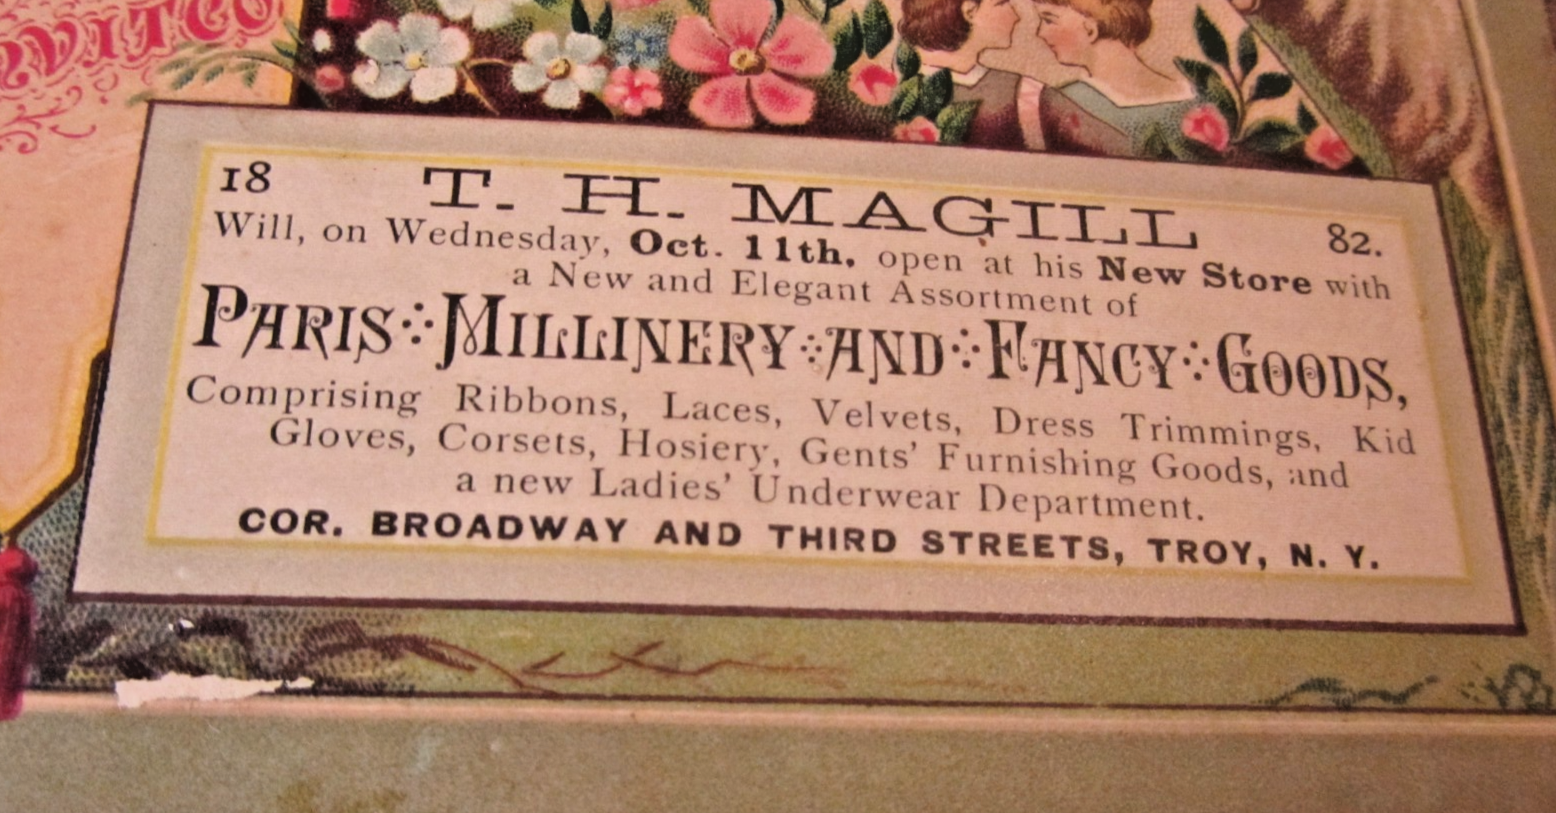 18 T. H. MAGILL 82.
Will, on Wednesday, Oct. 11th, open at his New Store with
a New and Elegant Assortment of
PARIS MILLINERY AND FANCY GOODS,
Comprising Ribbons, Laces, Velvets, Dress Trimmings, Kid
Gloves, Corsets, Hosiery, Gents' Furnishing Goods, and
a new Ladies' Underwear Department.
COR. BROADWAY AND THIRD STREETS, TROY, N. Y.